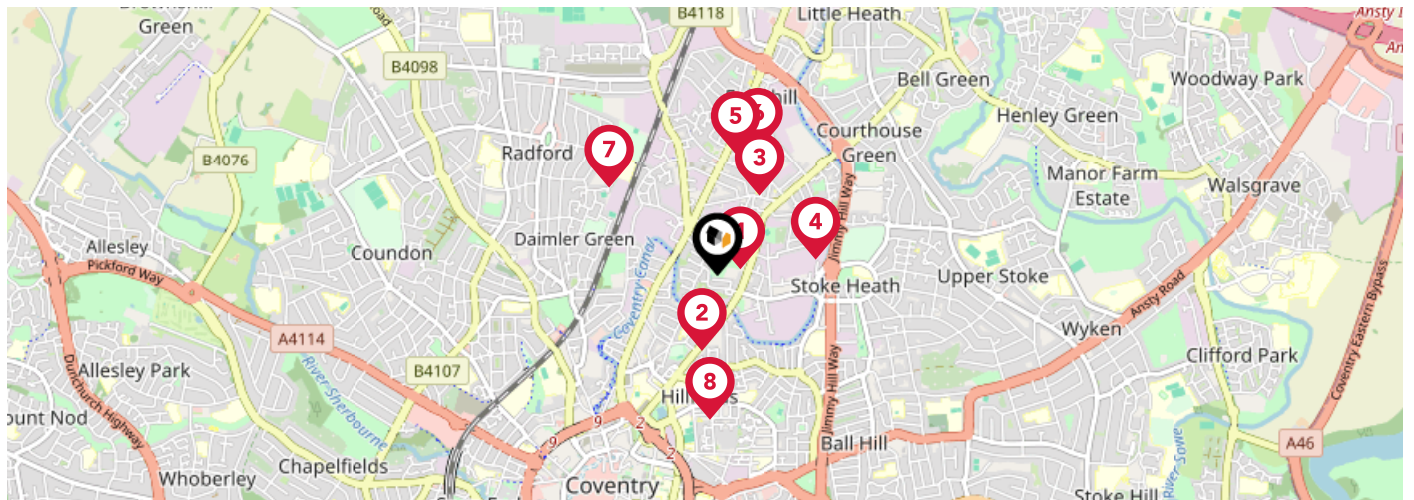 B4118
Little Heath
Ansty
Green
Road
B4098
Bell Green
Woodway Park
Henley Green
5
Courthouse
Green
7
Radford
3
B4076
Manor Farm
Estate
Walsgrave
4
Jimmy Hill Way
Allesley
Daimler Green
Coundon
Pickford Way
Coventry Canal
Upper Stoke
Stoke Heath
Ansty Road
Coventry Eastern Bypass
2
Wyken
A4114
Clifford Park
B4107
Allesley Park
Dunchurch Highway
River Sherbourne
8
Jimmy Hill Way
ount Nod
9
9
2
2
Ball Hill
A46
River Sowe
Chapelfields
Whoberley
Coventry
Stoke Hill